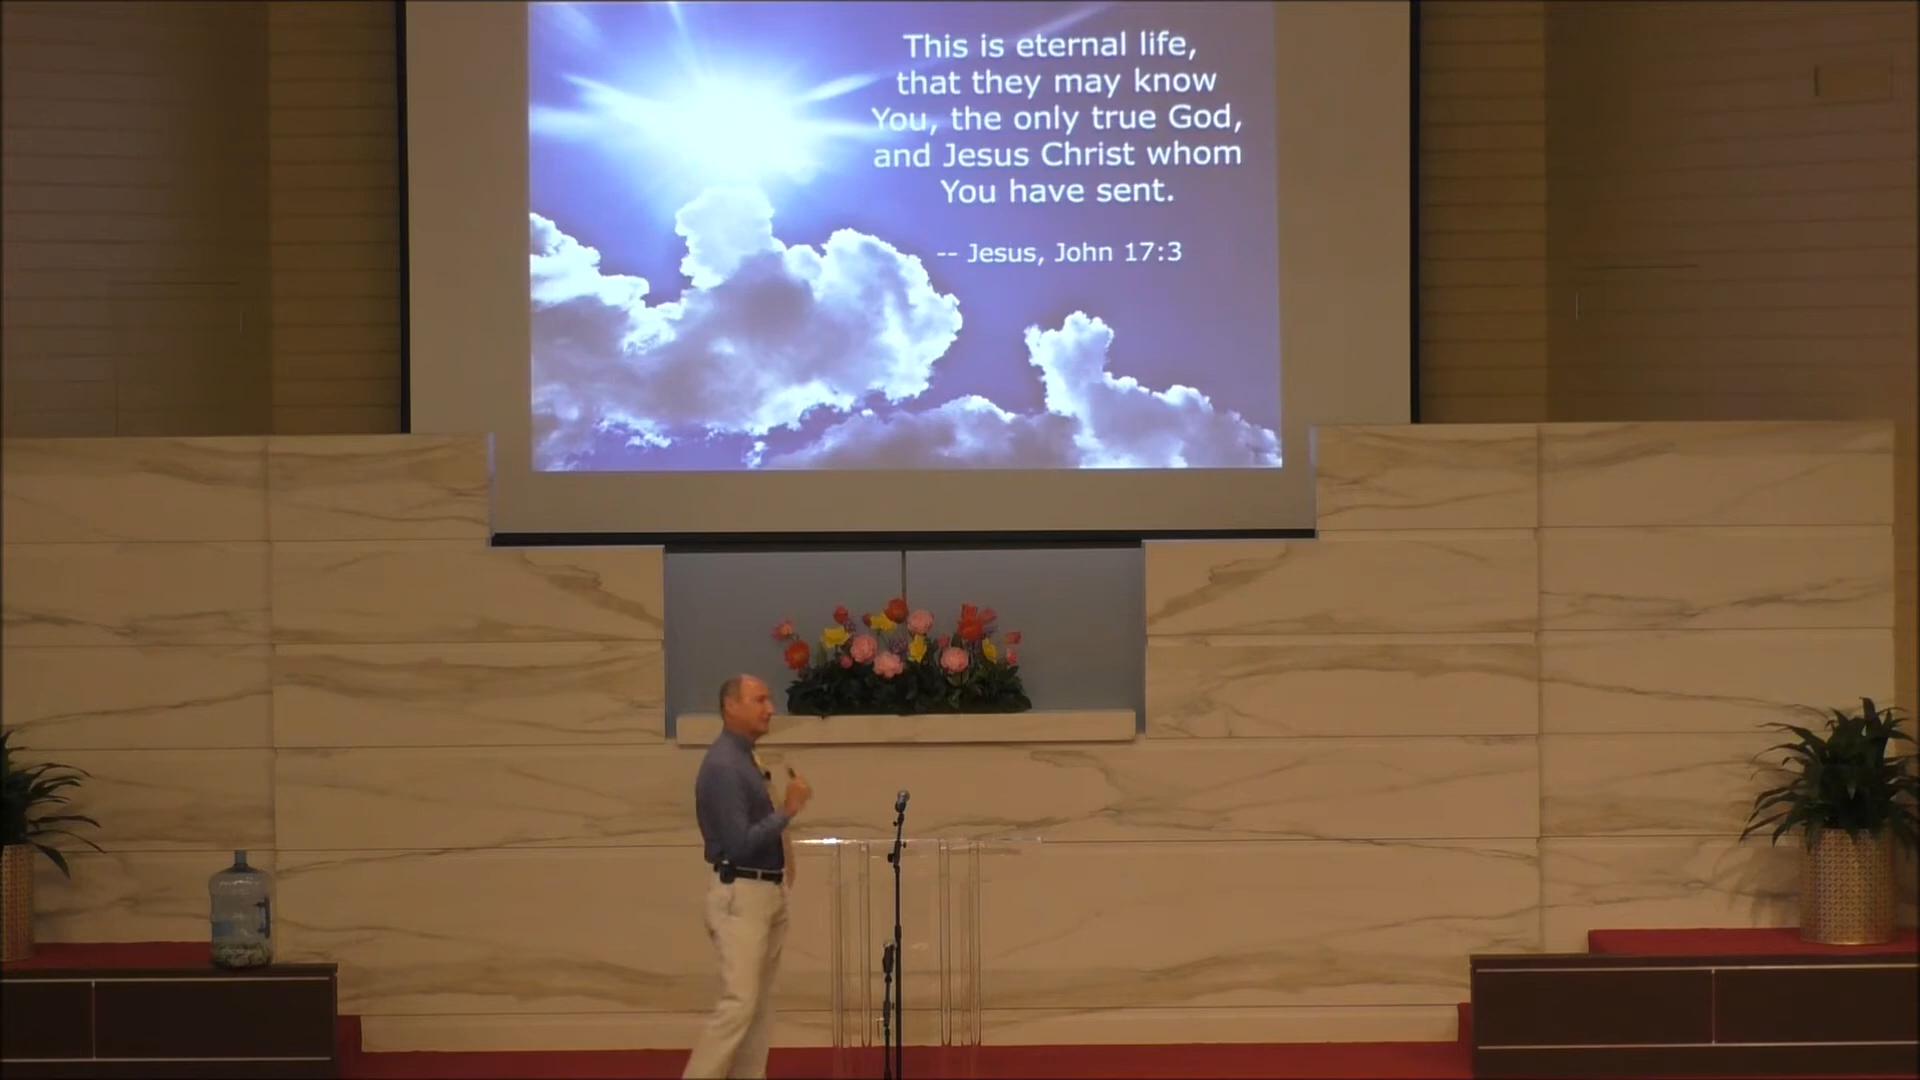 This is eternal life,
that they may know
You, the only true God,
and Jesus Christ whom
You have sent.
-- Jesus, John 17:3